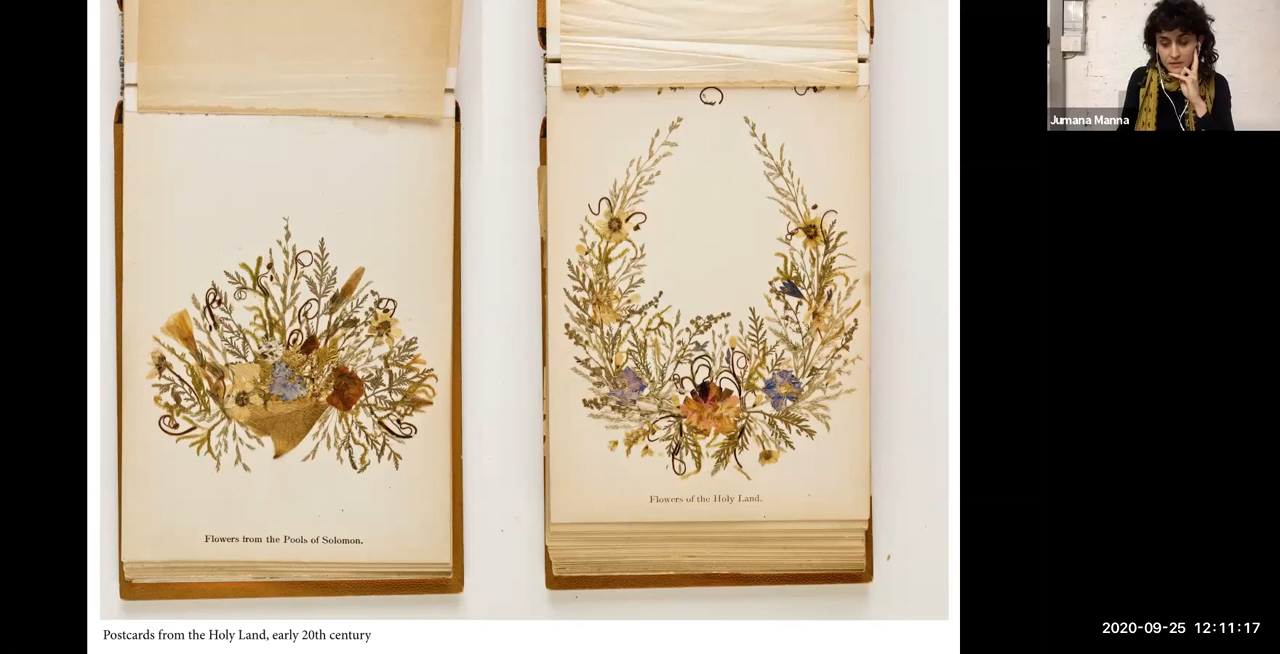 Jumana Manna
Flowers of the Holy Land.
Flowers from the Pools of Solomon.
Postcards from the Holy Land, early 20th century
2020-09-25 12:11:17